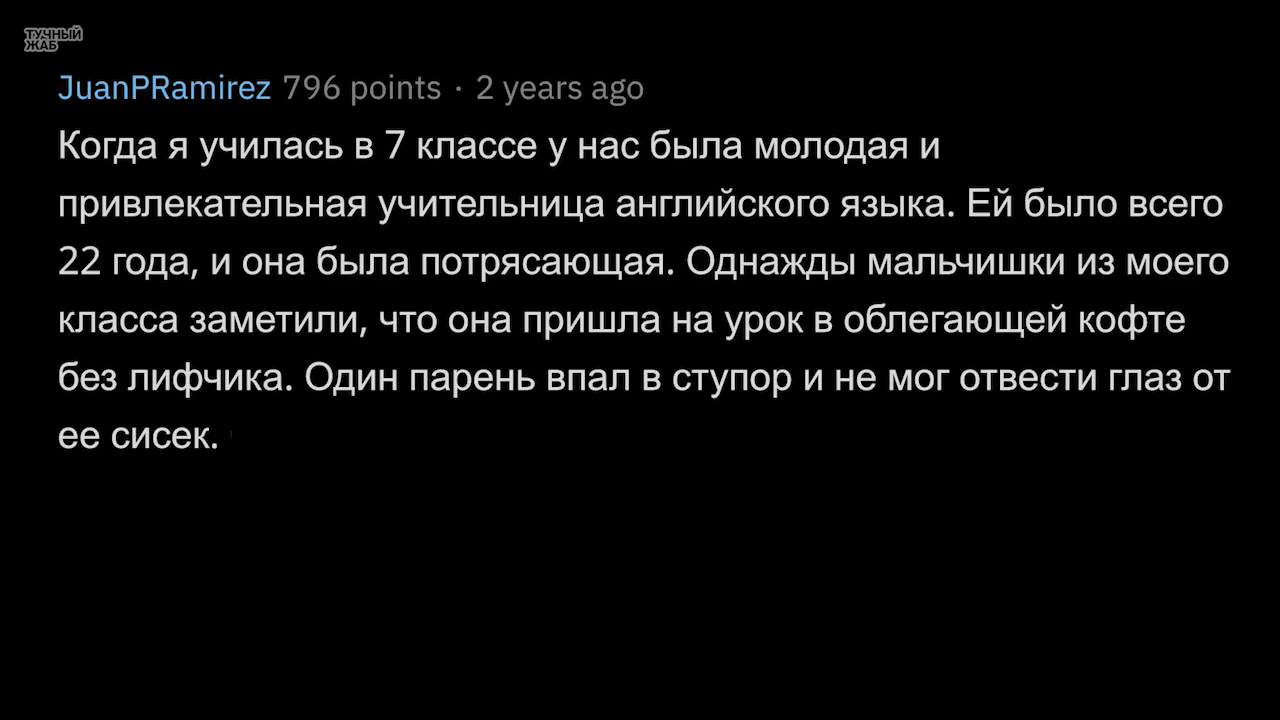 ТУЧНЫЙ
ЖАБ
JuanPRamirez 796 points · 2 years ago
Когда я училась в 7 классе у нас была молодая и
привлекательная учительница английского языка. Ей было всего
22 года, и она была потрясающая. Однажды мальчишки из моего
класса заметили, что она пришла на урок в облегающей кофте
без лифчика. Один парень впал в ступор и не мог отвести глаз от
ее сисек.